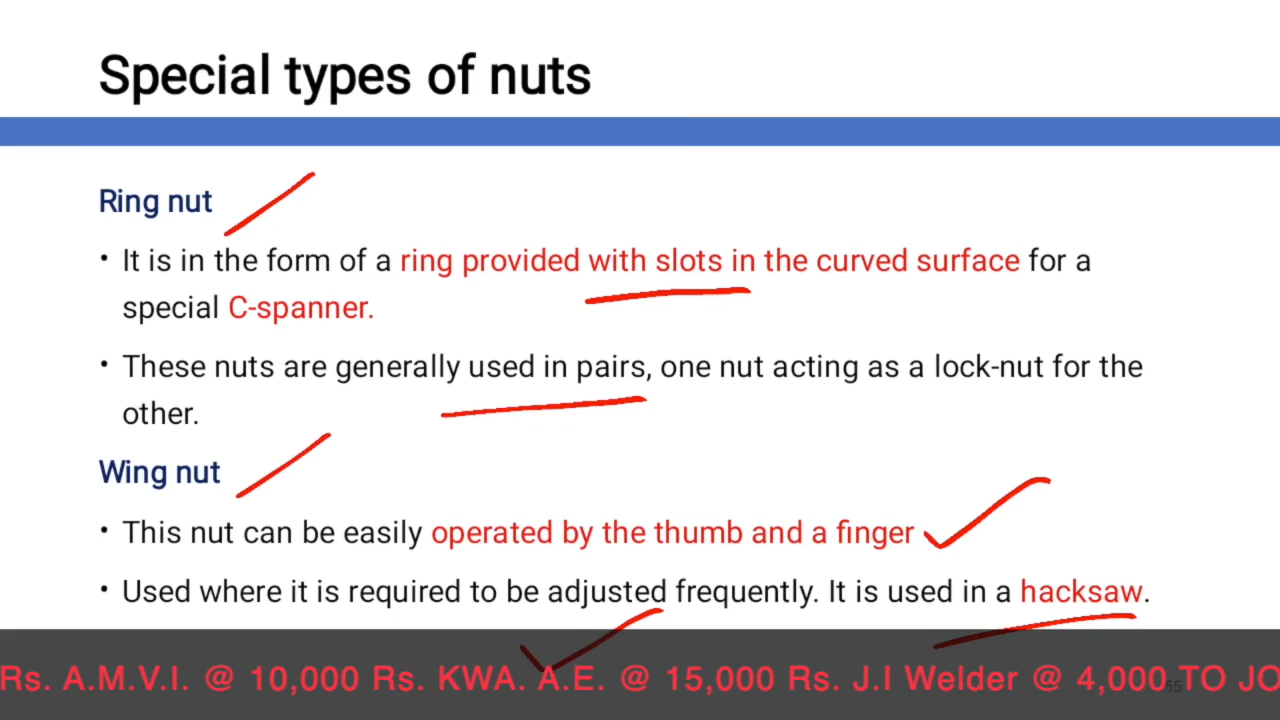 Special types of nuts
Ring nut
• It is in the form of a ring provided with slots in the curved surface for a
special C-spanner.
• These nuts are generally used in pairs, one nut acting as a lock-nut for the
other.
Wing nut
• This nut can be easily operated by the thumb and a finger
• Used where it is required to be adjusted frequently. It is used in a hacksaw.
Rs. A.M.V.I. @ 10,000 Rs. KWA. A.E. @ 15,000 Rs. J.I Welder @ 4,000 TO JO
55